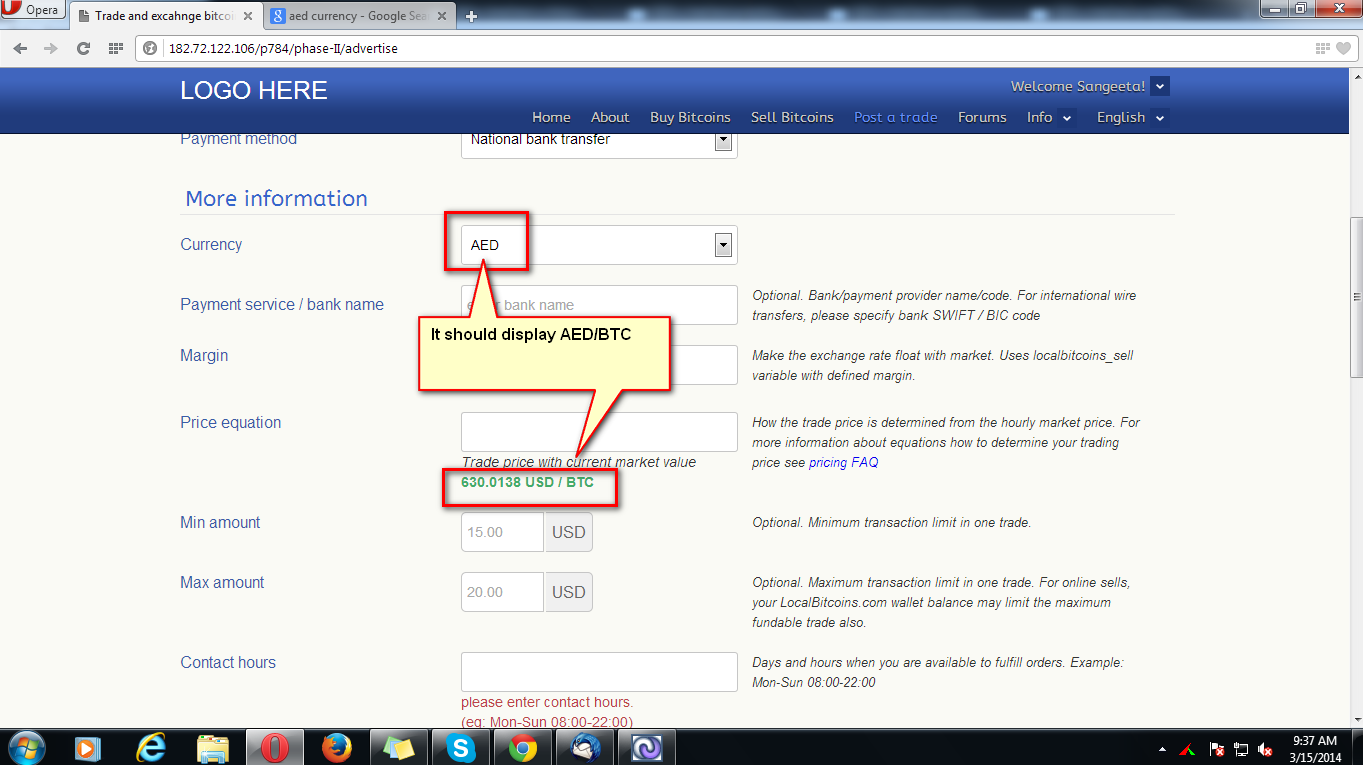 Opera
Trade and excahnge bitcoi
aed currency - Google Sea
182.72.122.106/p784/phase-II/advertise
LOGO HERE
Welcome Sangeeta!
Home About Buy Bitcoins Sell Bitcoins Post a trade Forums Info English
Payment method
National bank transfer
More information
Currency
AED
Payment service / bank name
bank name
Optional. Bank/payment provider name/code. For international wire
transfers, please specify bank SWIFT / BIC code
It should display AED/BTC
Margin
Make the exchange rate float with market. Uses localbitcoins_sell
variable with defined margin.
Price equation
How the trade price is determined from the hourly market price. For
more information about equations how to determine your trading
price see pricing FAQ
Trade price with current market value
630.0138 USD / BTC
Min amount
15.00 USD
Optional. Minimum transaction limit in one trade.
Max amount
20.00 USD
Optional. Maximum transaction limit in one trade. For online sells,
your LocalBitcoins.com wallet balance may limit the maximum
fundable trade also.
Contact hours
Days and hours when you are available to fulfill orders. Example:
Mon-Sun 08:00-22:00
please enter contact hours.
(eg: Mon-Sun 08:00-22:00)
9:37 AM
3/15/2014